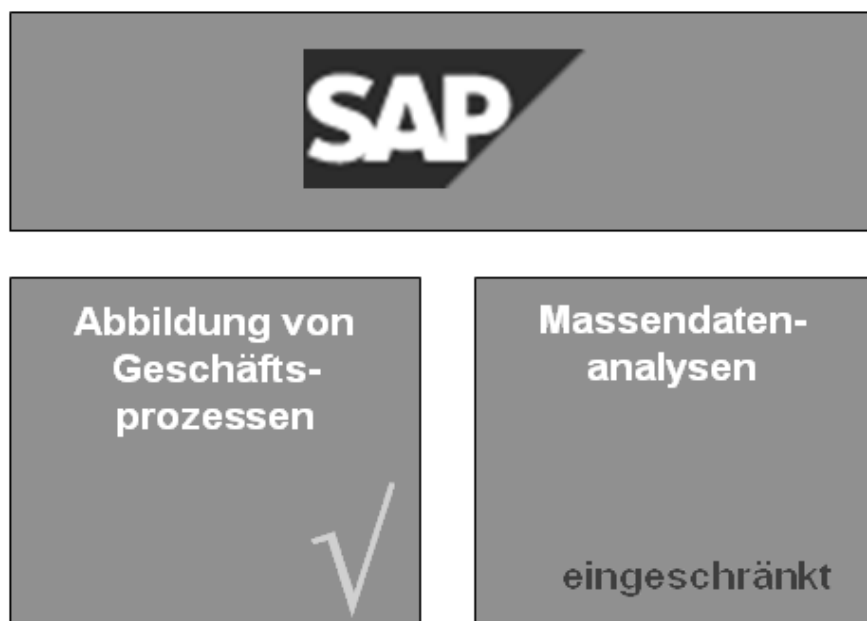 SAP
Abbildung von
Geschäfts-
prozessen
√
Massendaten-
analysen
eingeschränkt